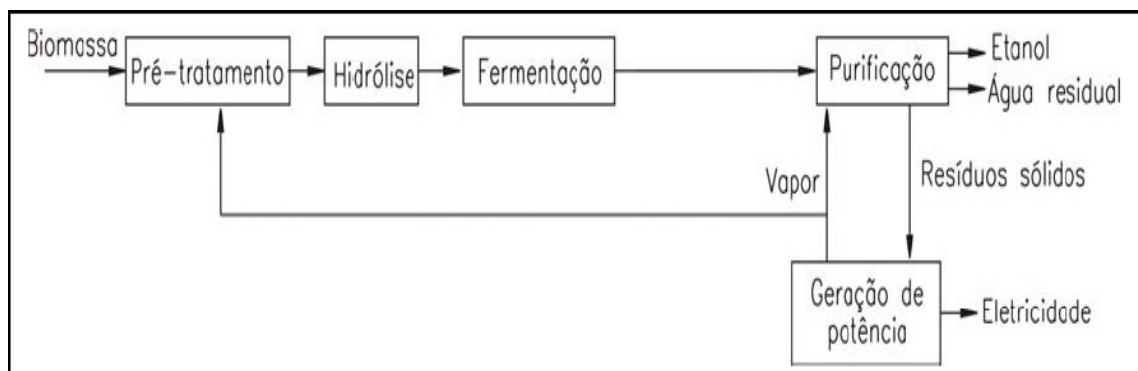 Biomassa
Pré-tratamento
Hidrólise
Fermentação
Purificação
Etanol
Água residual
Vapor
Resíduos sólidos
Geração de
potência
Eletricidade